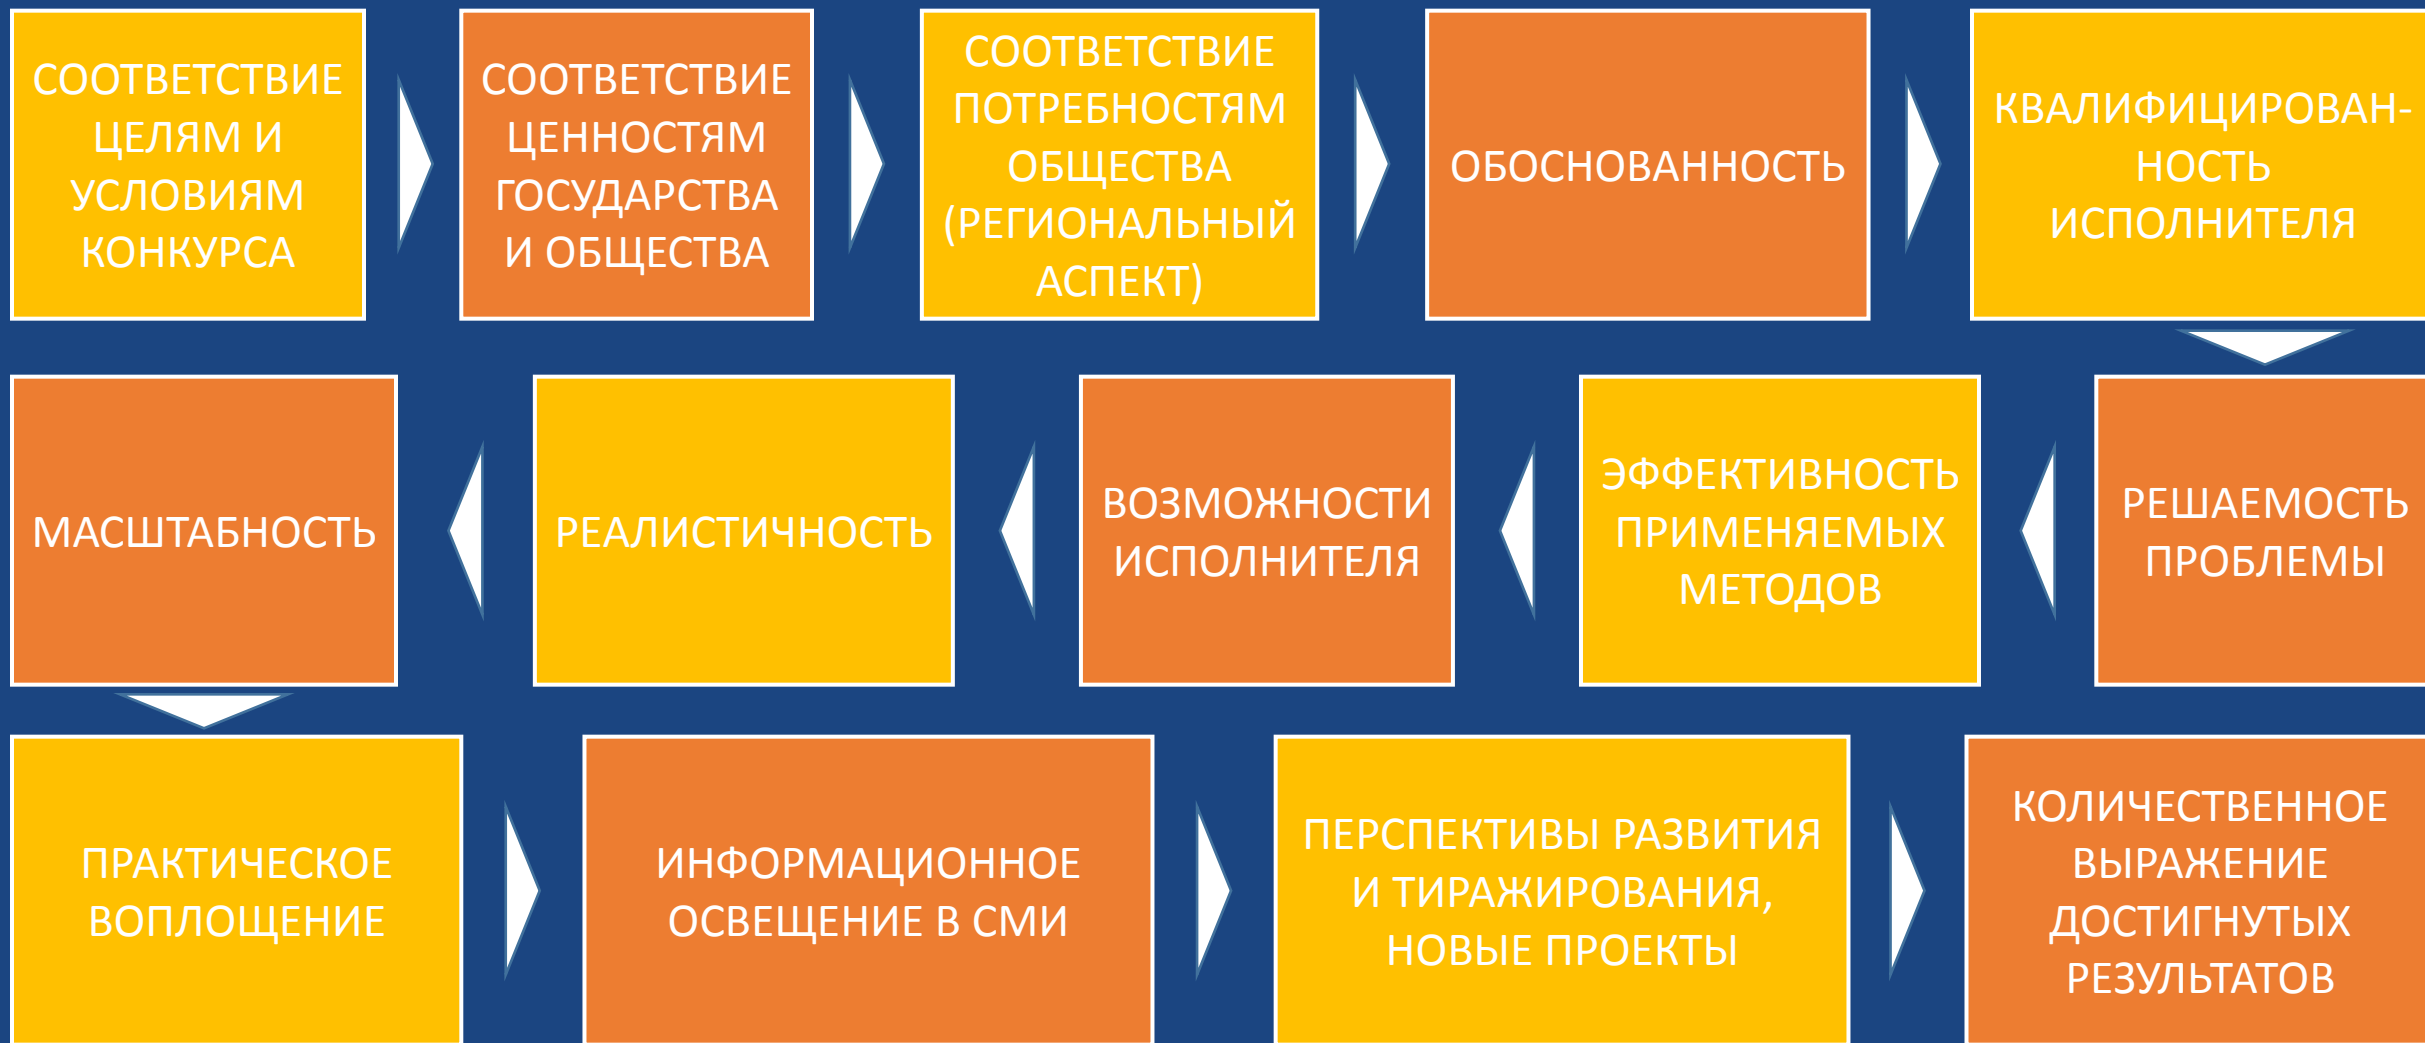 СООТВЕТСТВИЕ
ЦЕЛЯМ И
УСЛОВИЯМ
КОНКУРСА
СООТВЕТСТВИЕ
ЦЕННОСТЯМ
ГОСУДАРСТВА
И ОБЩЕСТВА
СООТВЕТСТВИЕ
ПОТРЕБНОСТЯМ
ОБЩЕСТВА
(РЕГИОНАЛЬНЫЙ
АСПЕКТ)
ОБОСНОВАННОСТЬ
КВАЛИФИЦИРОВАН-
НОСТЬ
ИСПОЛНИТЕЛЯ
РЕШАЕМОСТЬ
ПРОБЛЕМЫ
ЭФФЕКТИВНОСТЬ
ПРИМЕНЯЕМЫХ
МЕТОДОВ
ВОЗМОЖНОСТИ
ИСПОЛНИТЕЛЯ
РЕАЛИСТИЧНОСТЬ
МАСШТАБНОСТЬ
ПРАКТИЧЕСКОЕ
ВОПЛОЩЕНИЕ
ИНФОРМАЦИОННОЕ
ОСВЕЩЕНИЕ В СМИ
ПЕРСПЕКТИВЫ РАЗВИТИЯ
И ТИРАЖИРОВАНИЯ,
НОВЫЕ ПРОЕКТЫ
КОЛИЧЕСТВЕННОЕ
ВЫРАЖЕНИЕ
ДОСТИГНУТЫХ
РЕЗУЛЬТАТОВ